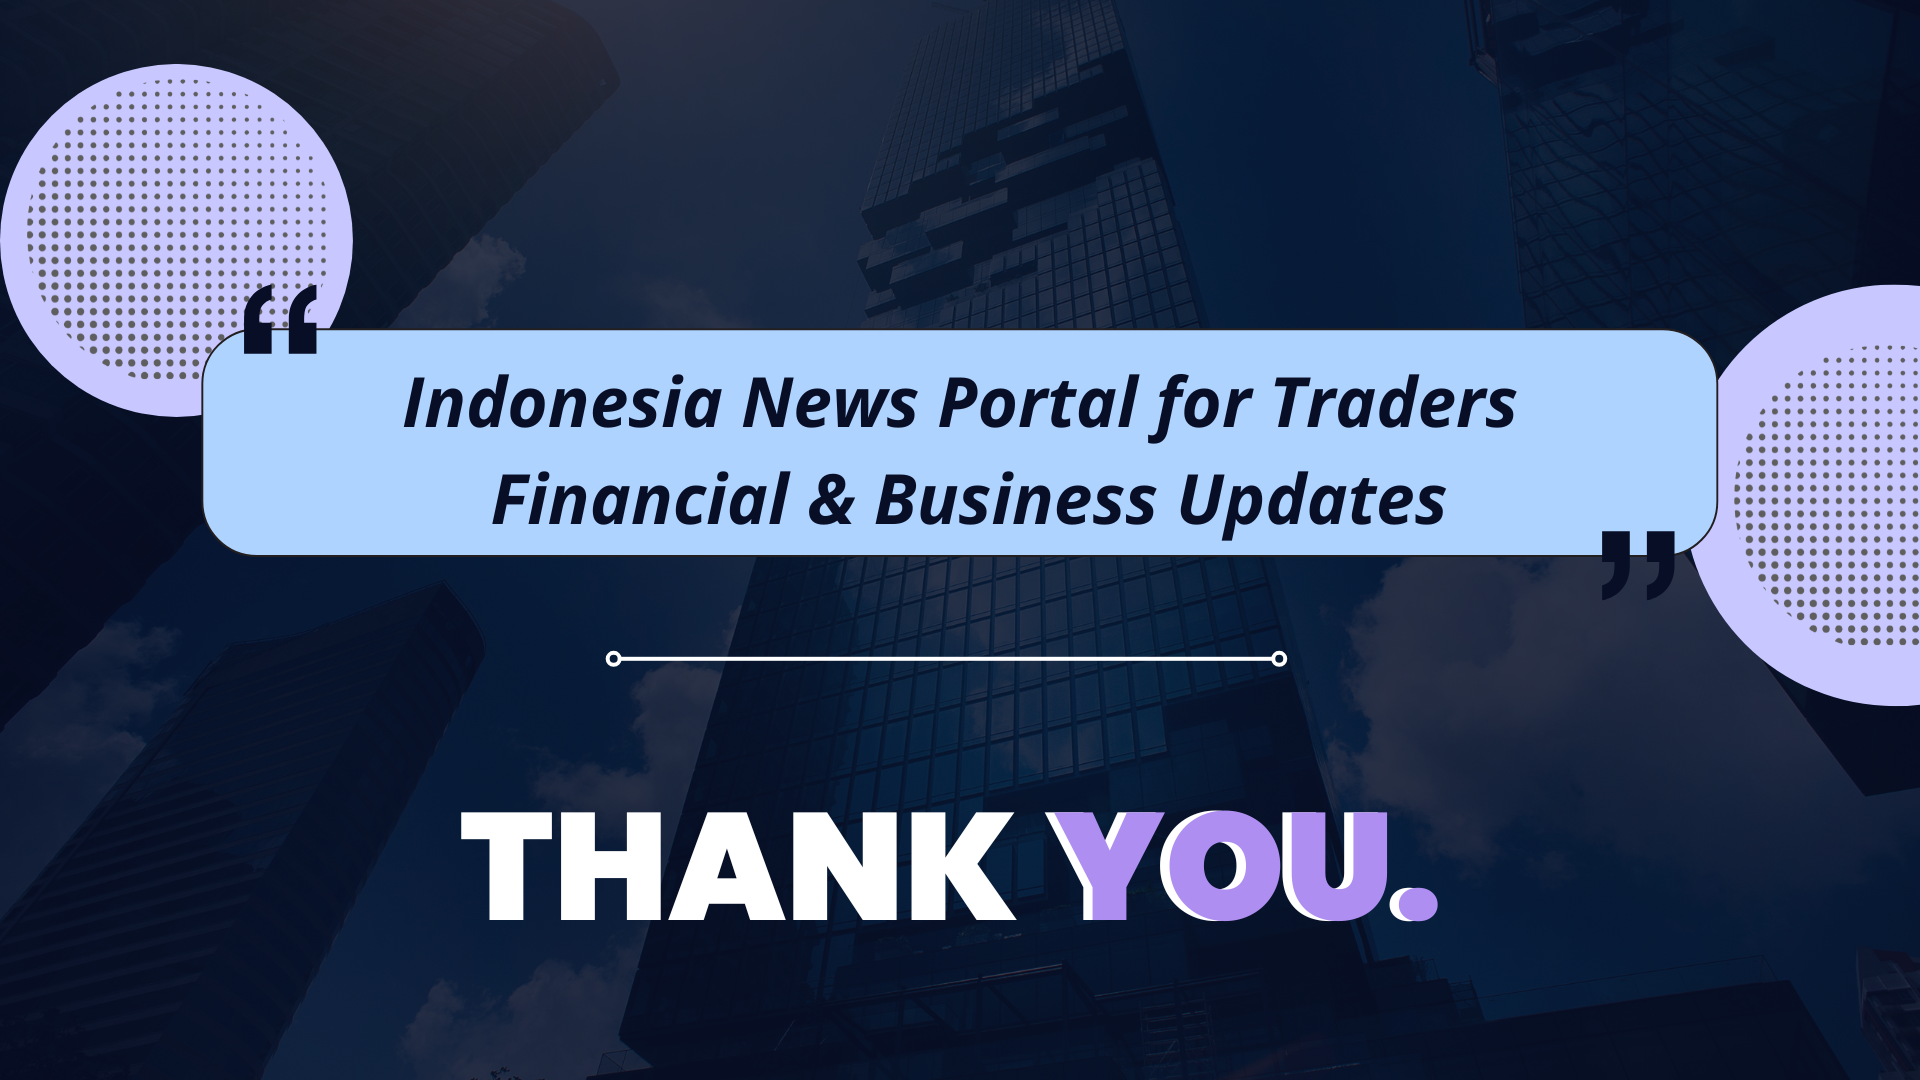 “
Indonesia News Portal for Traders
Financial & Business Updates
”
THANK YOU.